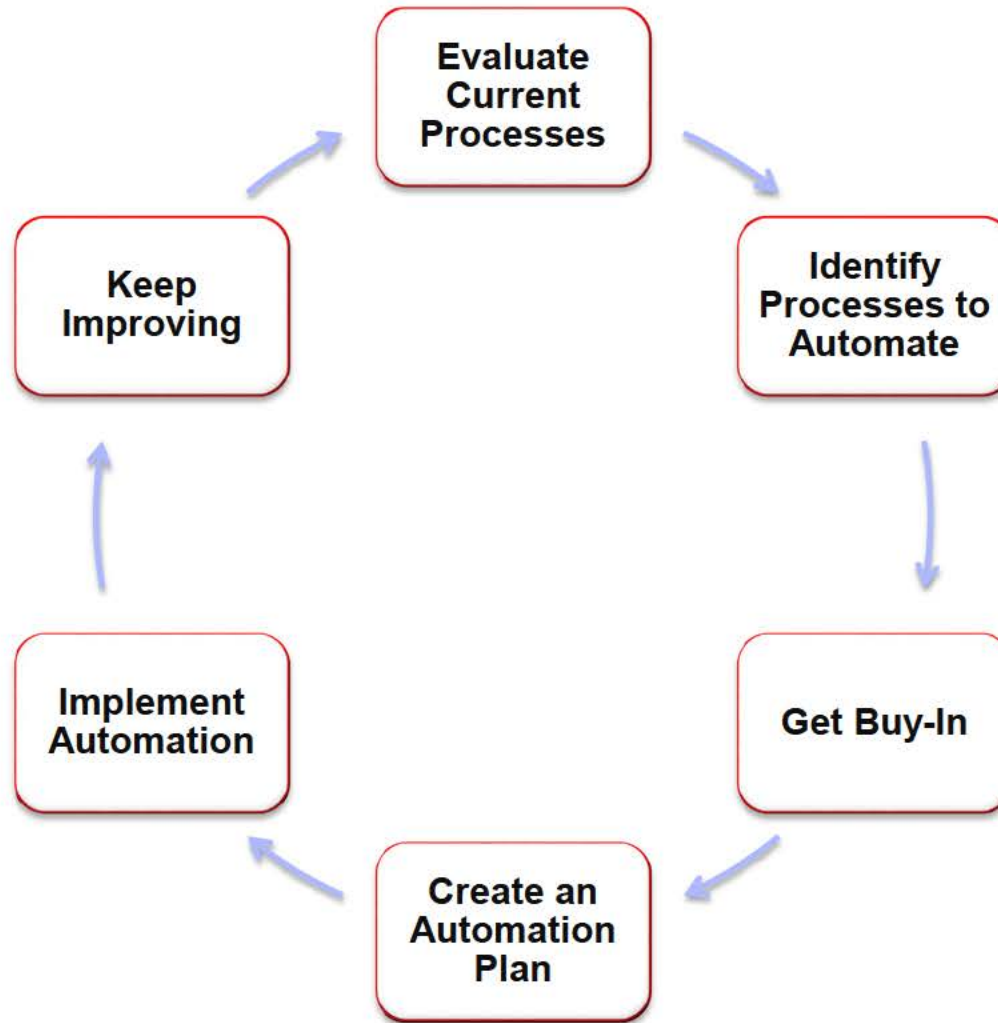 Evaluate
Current
Processes
Identify
Processes to
Automate
Get Buy-In
Create an
Automation
Plan
Implement
Automation
Keep
Improving